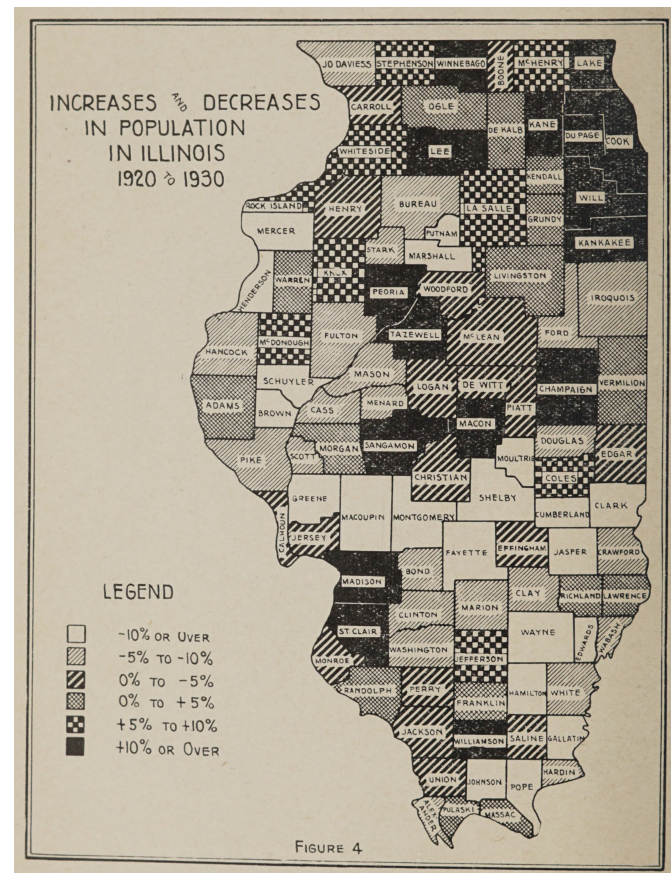 INCREASES AND DECREASES
IN POPULATION
IN ILLINOIS
1920 TO 1930
JO DAVIESS
STEPHENSON
WINNEBAGO
BOONE
McHENRY
LAKE
CARROLL
OGLE
DE KALB
KANE
DU PAGE
COOK
WHITESIDE
LEE
KENDALL
WILL
ROCK ISLAND
HENRY
BUREAU
LA SALLE
GRUNDY
MERCER
PUTNAM
KANKAKEE
STARK
MARSHALL
HENDERSON
WARREN
KNOX
PEORIA
WOODFORD
LIVINGSTON
IROQUOIS
HANCOCK
McDONOUGH
FULTON
TAZEWELL
McLEAN
FORD
SCHUYLER
MASON
LOGAN
DE WITT
CHAMPAIGN
VERMILION
ADAMS
BROWN
CASS
MENARD
PIATT
MACON
PIKE
SCOTT
MORGAN
SANGAMON
MOULTRIE
DOUGLAS
EDGAR
CHRISTIAN
COLES
CALHOUN
GREENE
MACOUPIN
MONTGOMERY
SHELBY
CUMBERLAND
CLARK
JERSEY
FAYETTE
EFFINGHAM
JASPER
CRAWFORD
MADISON
BOND
CLAY
RICHLAND
LAWRENCE
CLINTON
MARION
ST. CLAIR
WASHINGTON
WAYNE
EDWARDS
WABASH
MONROE
JEFFERSON
RANDOLPH
PERRY
FRANKLIN
HAMILTON
WHITE
JACKSON
WILLIAMSON
SALINE
GALLATIN
UNION
JOHNSON
POPE
HARDIN
ALEX-
ANDER
PULASKI
MASSAC
LEGEND
-10% OR OVER
-5% TO -10%
0% TO -5%
0% TO +5%
+5% TO +10%
+10% OR OVER
FIGURE 4